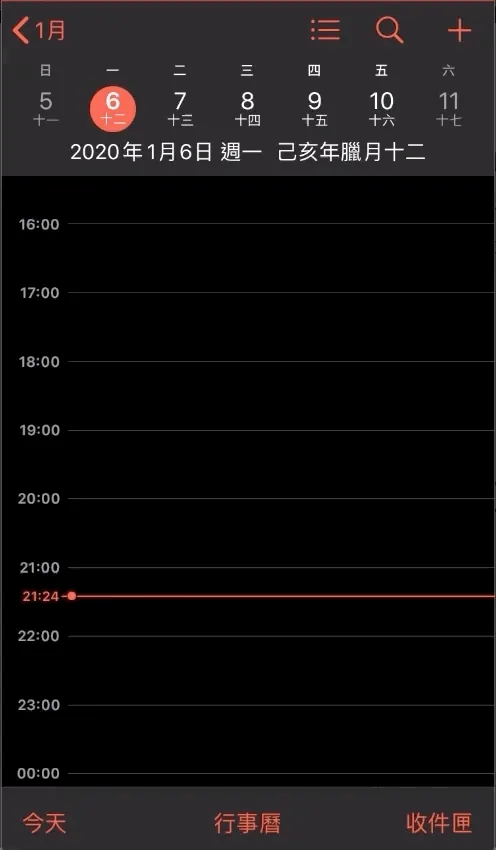 1月
日 一 二 三 四 五 六
5 6 7 8 9 10 11
十一 十二 十三 十四 十五 十六 十七
2020年1月6日 週一 己亥年臘月十二
16:00
17:00
18:00
19:00
20:00
21:00
21:24
22:00
23:00
00:00
今天 行事曆 收件匣